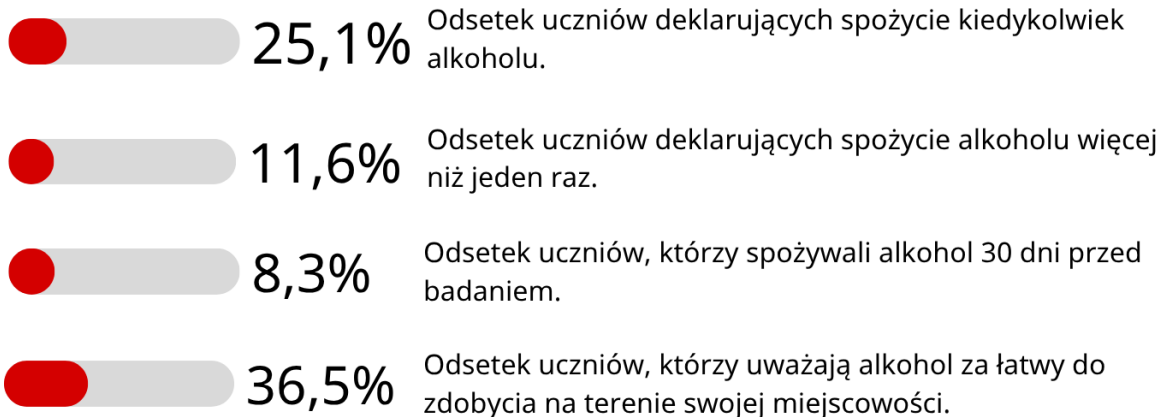 25,1%
Odsetek uczniów deklarujących spożycie kiedykolwiek
alkoholu.
11,6%
Odsetek uczniów deklarujących spożycie alkoholu więcej
niż jeden raz.
8,3%
Odsetek uczniów, którzy spożywali alkohol 30 dni przed
badaniem.
36,5%
Odsetek uczniów, którzy uważają alkohol za łatwy do
zdobycia na terenie swojej miejscowości.